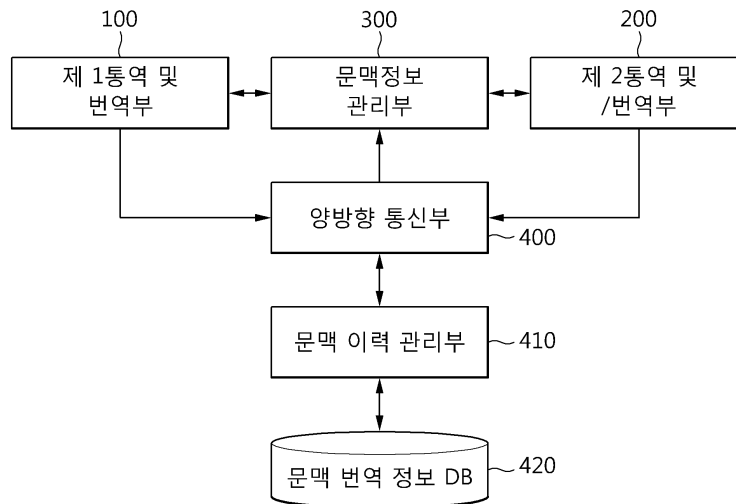 100
300
200
제 1통역 및
번역부
문맥정보
관리부
제 2통역 및
/번역부
양방향 통신부
400
문맥 이력 관리부
410
문맥 번역 정보 DB
420